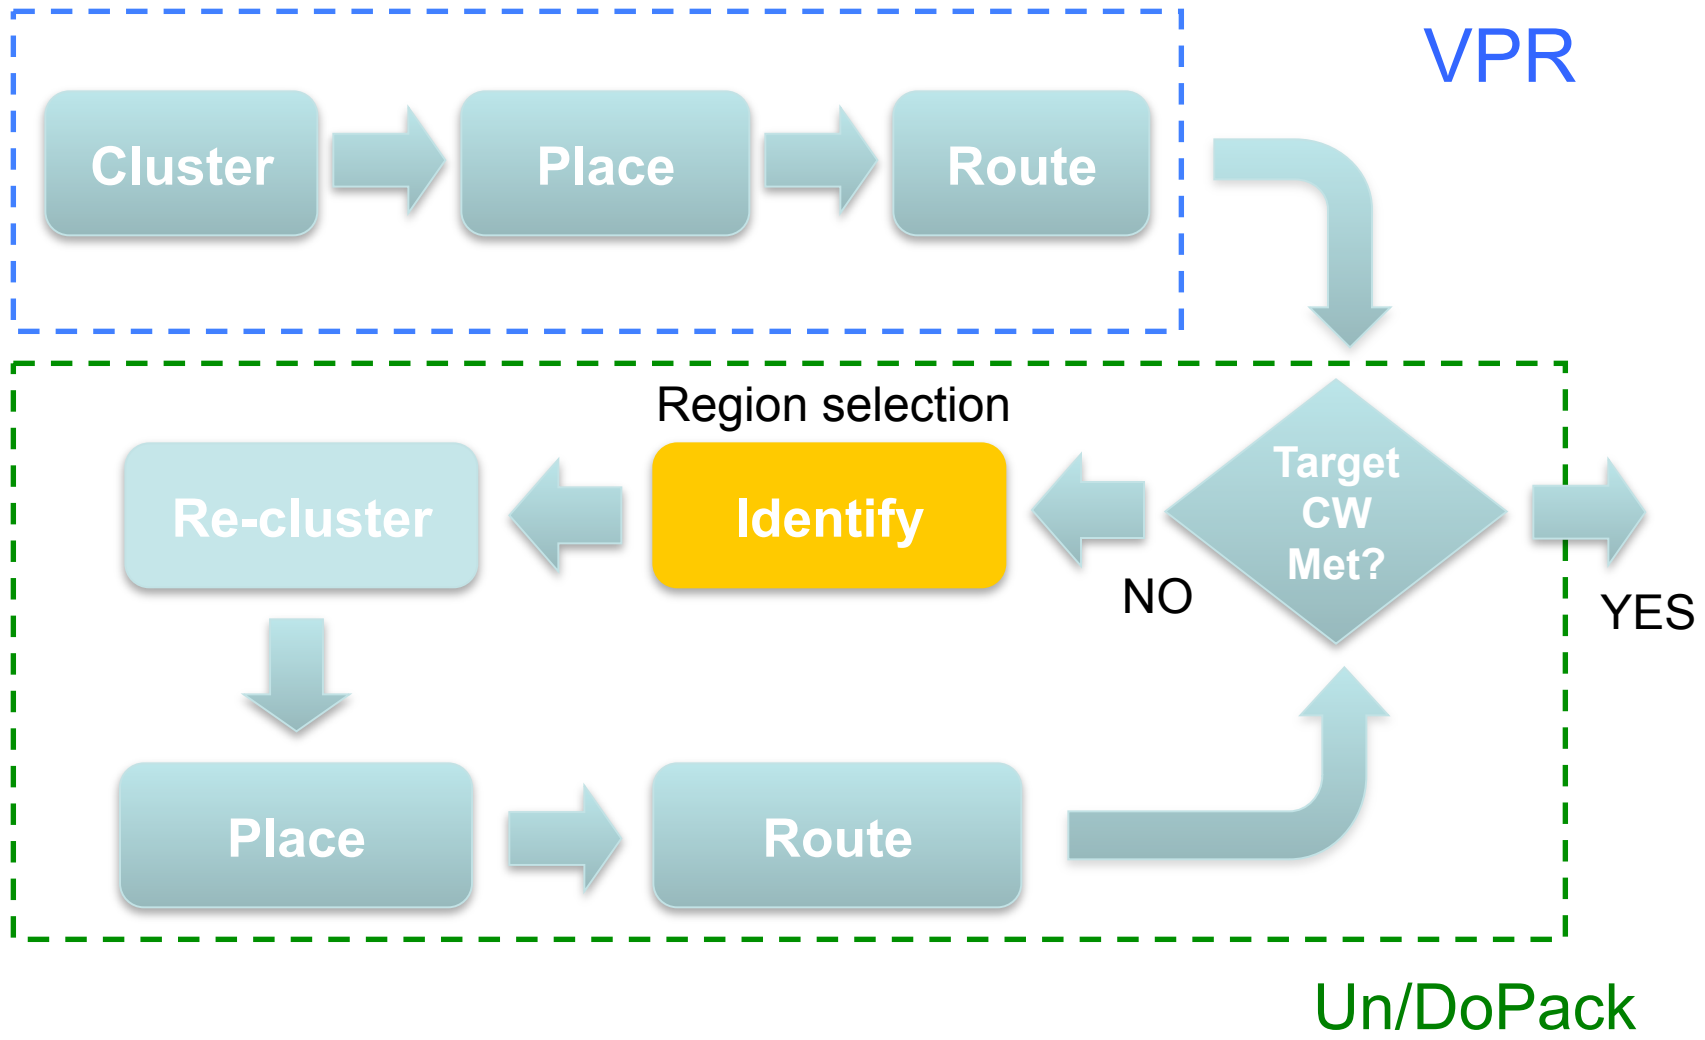 VPR
Cluster
Place
Route
Region selection
Re-cluster
Identify
Target
CW
Met?
NO
YES
Place
Route
Un/DoPack